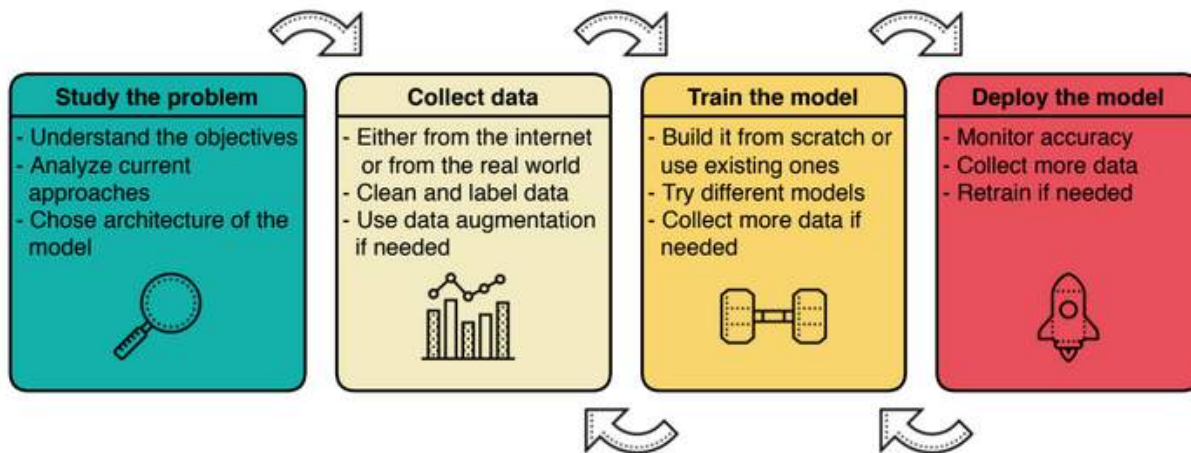 Study the problem
- Understand the objectives
- Analyze current
approaches
- Chose architecture of the
model
Collect data
- Either from the internet
or from the real world
- Clean and label data
- Use data augmentation
if needed
Train the model
- Build it from scratch or
use existing ones
- Try different models
- Collect more data if
needed
Deploy the model
- Monitor accuracy
- Collect more data
- Retrain if needed